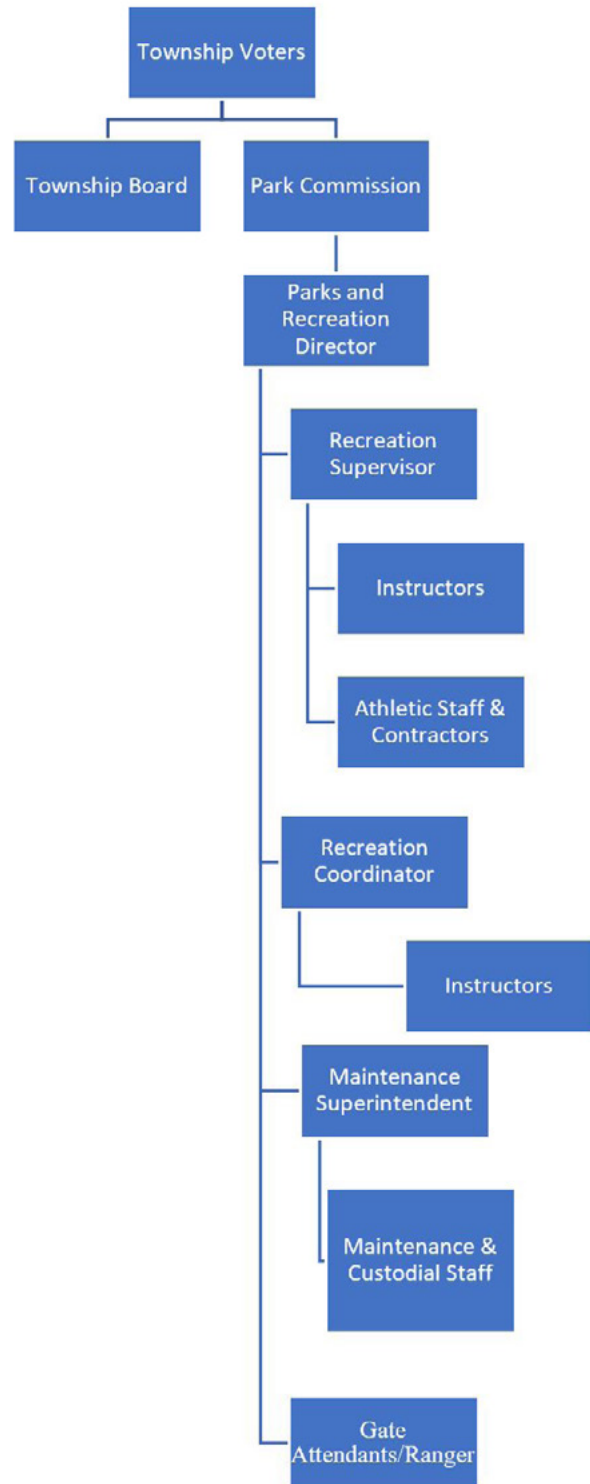 Township Voters
Township Board
Park Commission
Parks and
Recreation
Director
Recreation
Supervisor
Instructors
Athletic Staff &
Contractors
Recreation
Coordinator
Instructors
Maintenance
Superintendent
Maintenance &
Custodial Staff
Gate
Attendants/Ranger